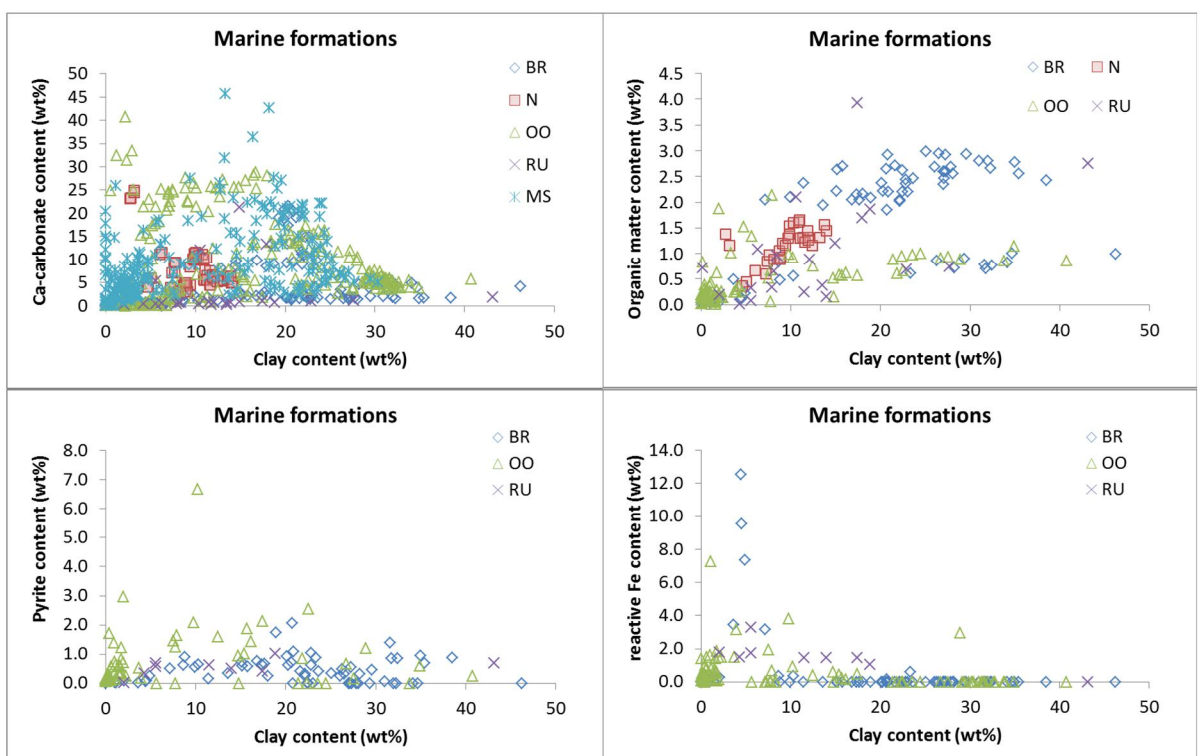 Marine formations
Ca-carbonate content (wt%)
50
45
40
35
30
25
20
15
10
5
0
0 10 20 30 40 50
Clay content (wt%)
BR
N
OO
RU
MS
Marine formations
Organic matter content (wt%)
4.5
4.0
3.5
3.0
2.5
2.0
1.5
1.0
0.5
0.0
0 10 20 30 40 50
Clay content (wt%)
BR N
OO RU
Marine formations
Pyrite content (wt%)
8.0
7.0
6.0
5.0
4.0
3.0
2.0
1.0
0.0
0 10 20 30 40 50
Clay content (wt%)
BR
OO
RU
Marine formations
reactive Fe content (wt%)
14.0
12.0
10.0
8.0
6.0
4.0
2.0
0.0
0 10 20 30 40 50
Clay content (wt%)
BR
OO
RU